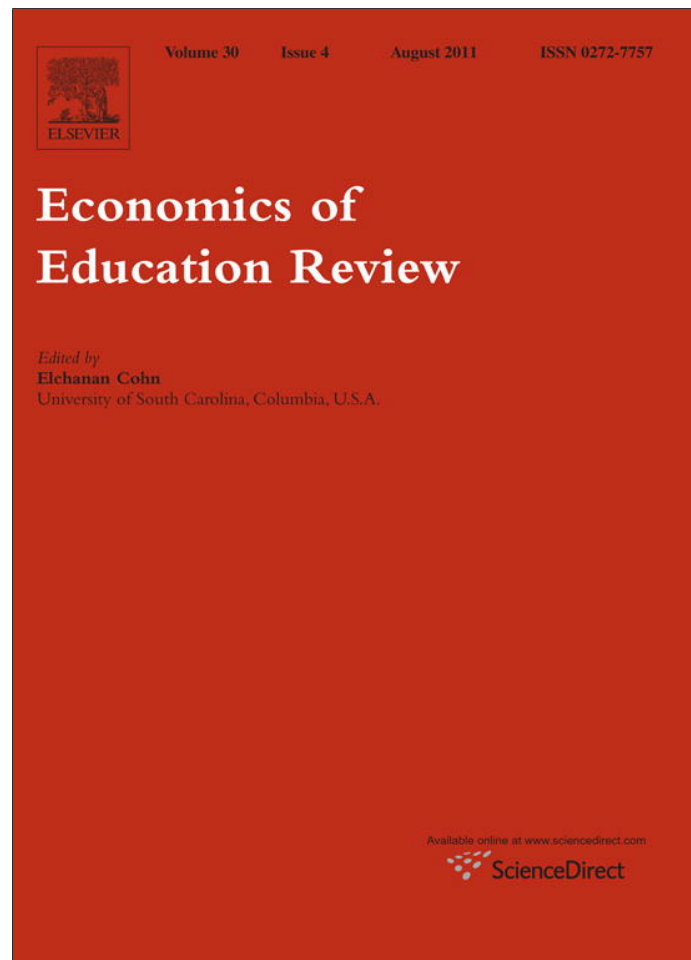 Volume 30 Issue 4 August 2011 ISSN 0272-7757
ELSEVIER
Economics of
Education Review
Edited by
Elchanan Cohn
University of South Carolina, Columbia, U.S.A.
Available online at www.sciencedirect.com
ScienceDirect